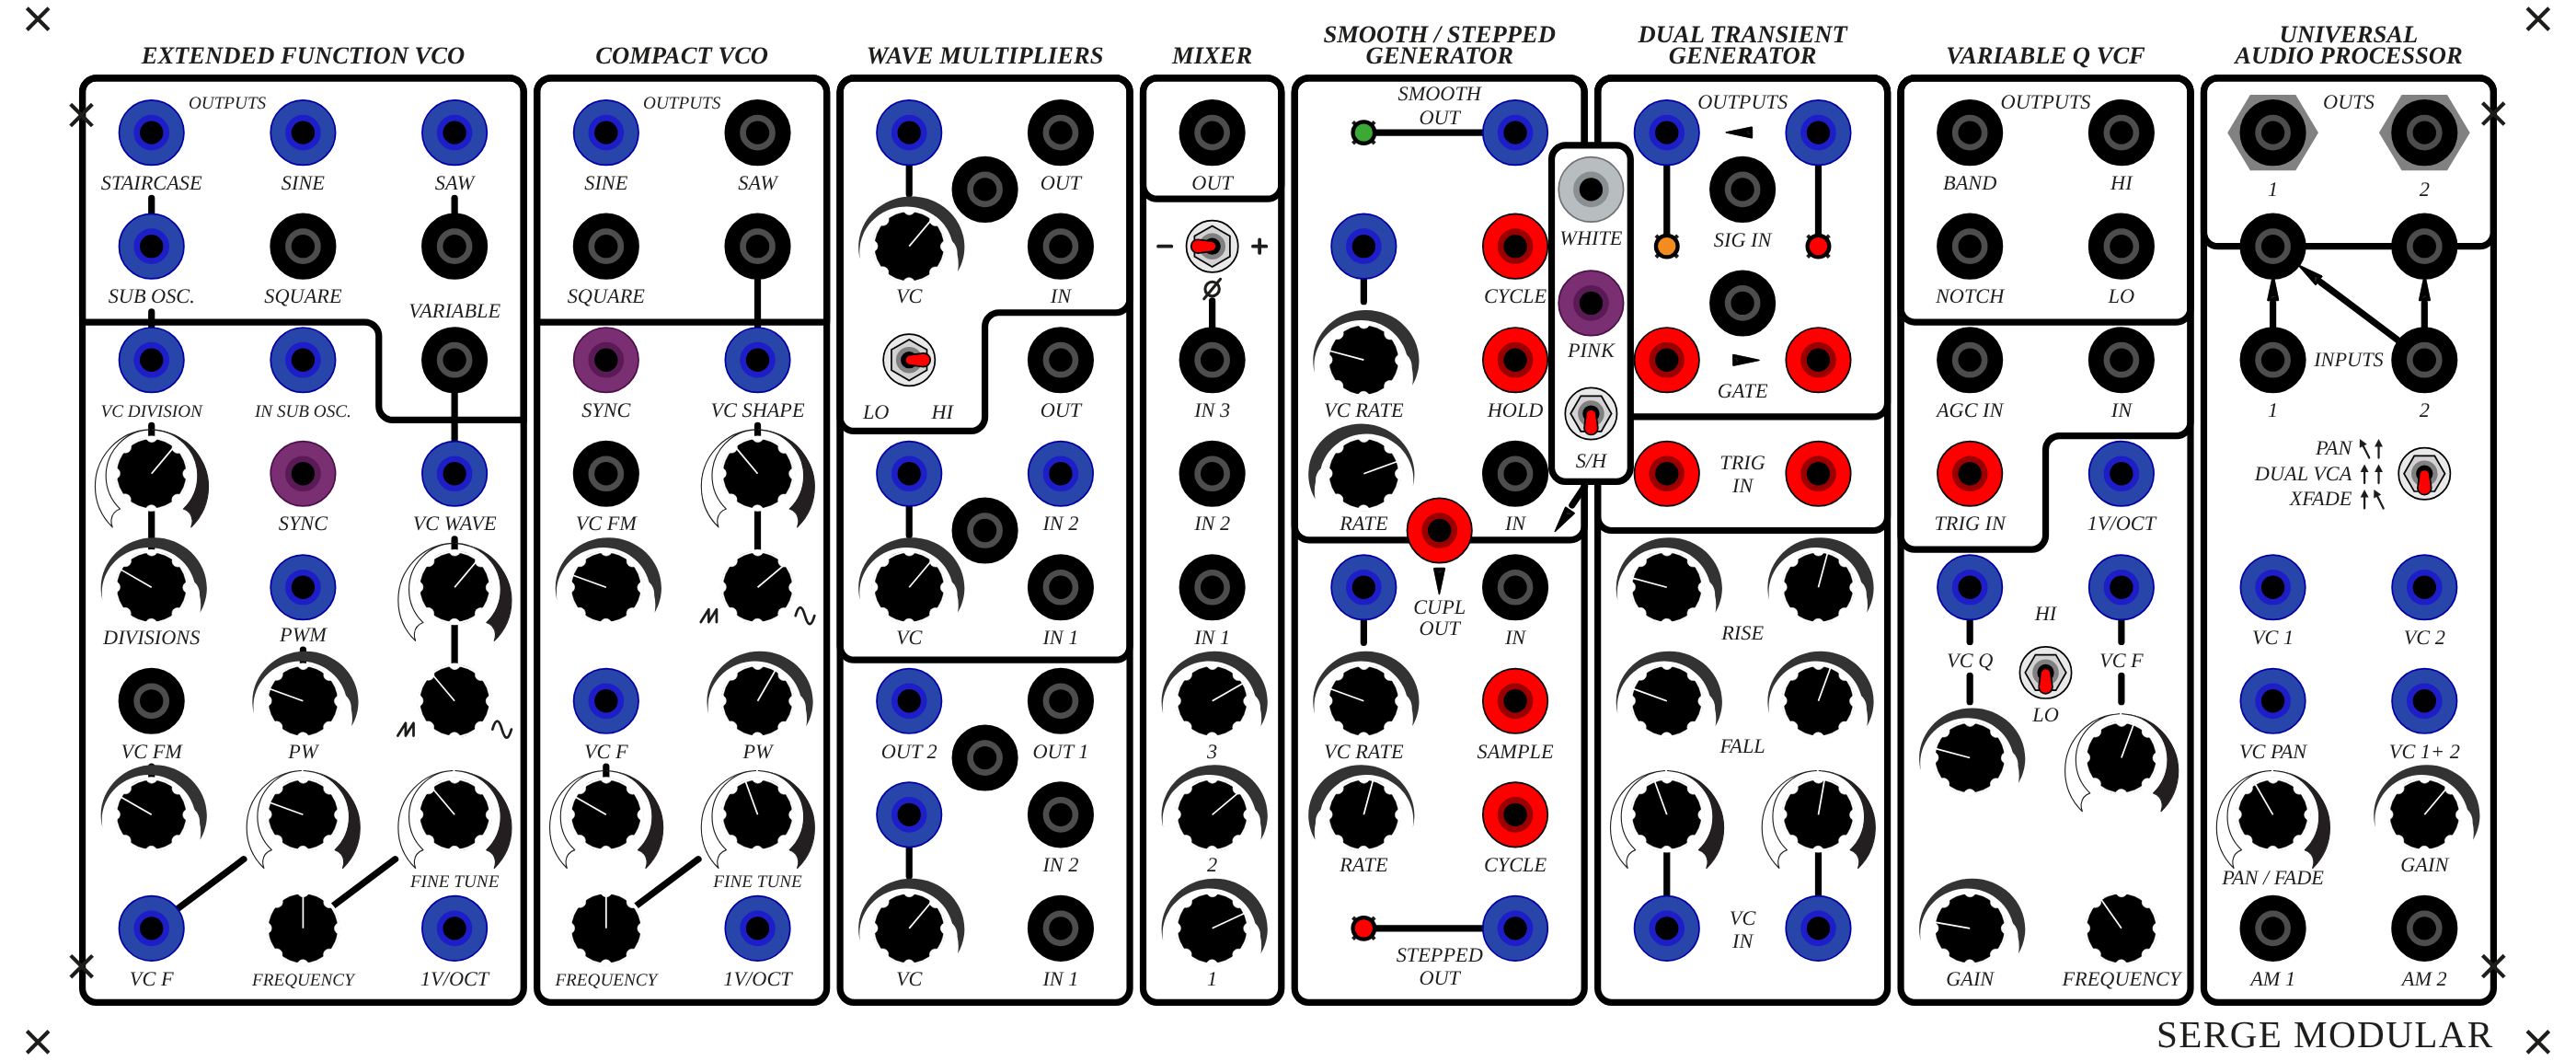 EXTENDED FUNCTION VCO
OUTPUTS
STAIRCASE SINE SAW
SUB OSC. SQUARE VARIABLE
VC DIVISION IN SUB OSC.
SYNC VC WAVE
DIVISIONS PWM
VC FM PW
FINE TUNE
VC F FREQUENCY 1V/OCT
COMPACT VCO
OUTPUTS
SINE SAW
SQUARE
SYNC VC SHAPE
VC FM
VC F PW
FINE TUNE
FREQUENCY 1V/OCT
WAVE MULTIPLIERS
OUT
VC IN
LO HI OUT
IN 2
VC IN 1
OUT 2 OUT 1
IN 2
VC IN 1
MIXER
OUT
− +
Ø
IN 3
IN 2
IN 1
3
2
1
SMOOTH / STEPPED
GENERATOR
SMOOTH
OUT
CYCLE
VC RATE HOLD
RATE IN
CUPL
OUT
IN
VC RATE SAMPLE
RATE CYCLE
STEPPED
OUT
WHITE
PINK
S/H
DUAL TRANSIENT
GENERATOR
OUTPUTS
SIG IN
GATE
TRIG
IN
RISE
FALL
VC
IN
VARIABLE Q VCF
OUTPUTS
BAND HI
NOTCH LO
AGC IN IN
TRIG IN 1V/OCT
HI
VC Q VC F
LO
GAIN FREQUENCY
UNIVERSAL
AUDIO PROCESSOR
OUTS
1 2
INPUTS
1 2
PAN
DUAL VCA
XFADE
VC 1 VC 2
VC PAN VC 1+ 2
PAN / FADE GAIN
AM 1 AM 2
SERGE MODULAR